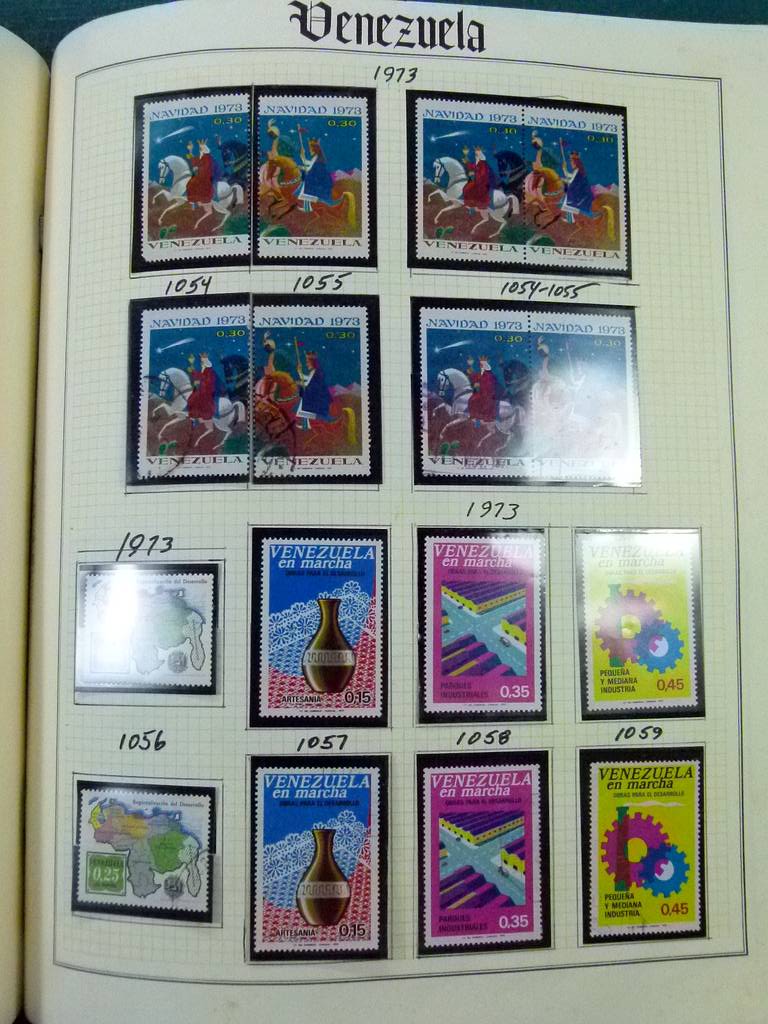 Venezuela
1973
NAVIDAD 1973
0.30
VENEZUELA
NAVIDAD 1973
0.30
VENEZUELA
NAVIDAD 1973
0.30
VENEZUELA
NAVIDAD 1973
0.30
VENEZUELA
1054
1055
1054-1055
NAVIDAD 1973
0.30
VENEZUELA
NAVIDAD 1973
0.30
VENEZUELA
NAVIDAD 1973
0.30
VENEZUELA
NAVIDAD 1973
0.30
1973
1973
Regionalización del Desarrollo
VENEZUELA
en marcha
OBRAS PARA EL DESARROLLO
ARTESANIA 0,15
VENEZUELA
en marcha
OBRAS PARA EL DESARROLLO
PARQUES
INDUSTRIALES 0,35
VENEZUELA
en marcha
OBRAS PARA EL DESARROLLO
PEQUEÑA
Y MEDIANA
INDUSTRIA 0,45
1056
1057
1058
1059
Regionalización del Desarrollo
VENEZUELA
0.25
VENEZUELA
en marcha
OBRAS PARA EL DESARROLLO
ARTESANIA 0,15
VENEZUELA
en marcha
OBRAS PARA EL DESARROLLO
PARQUES
INDUSTRIALES 0,35
VENEZUELA
en marcha
OBRAS PARA EL DESARROLLO
PEQUEÑA
Y MEDIANA
INDUSTRIA 0,45